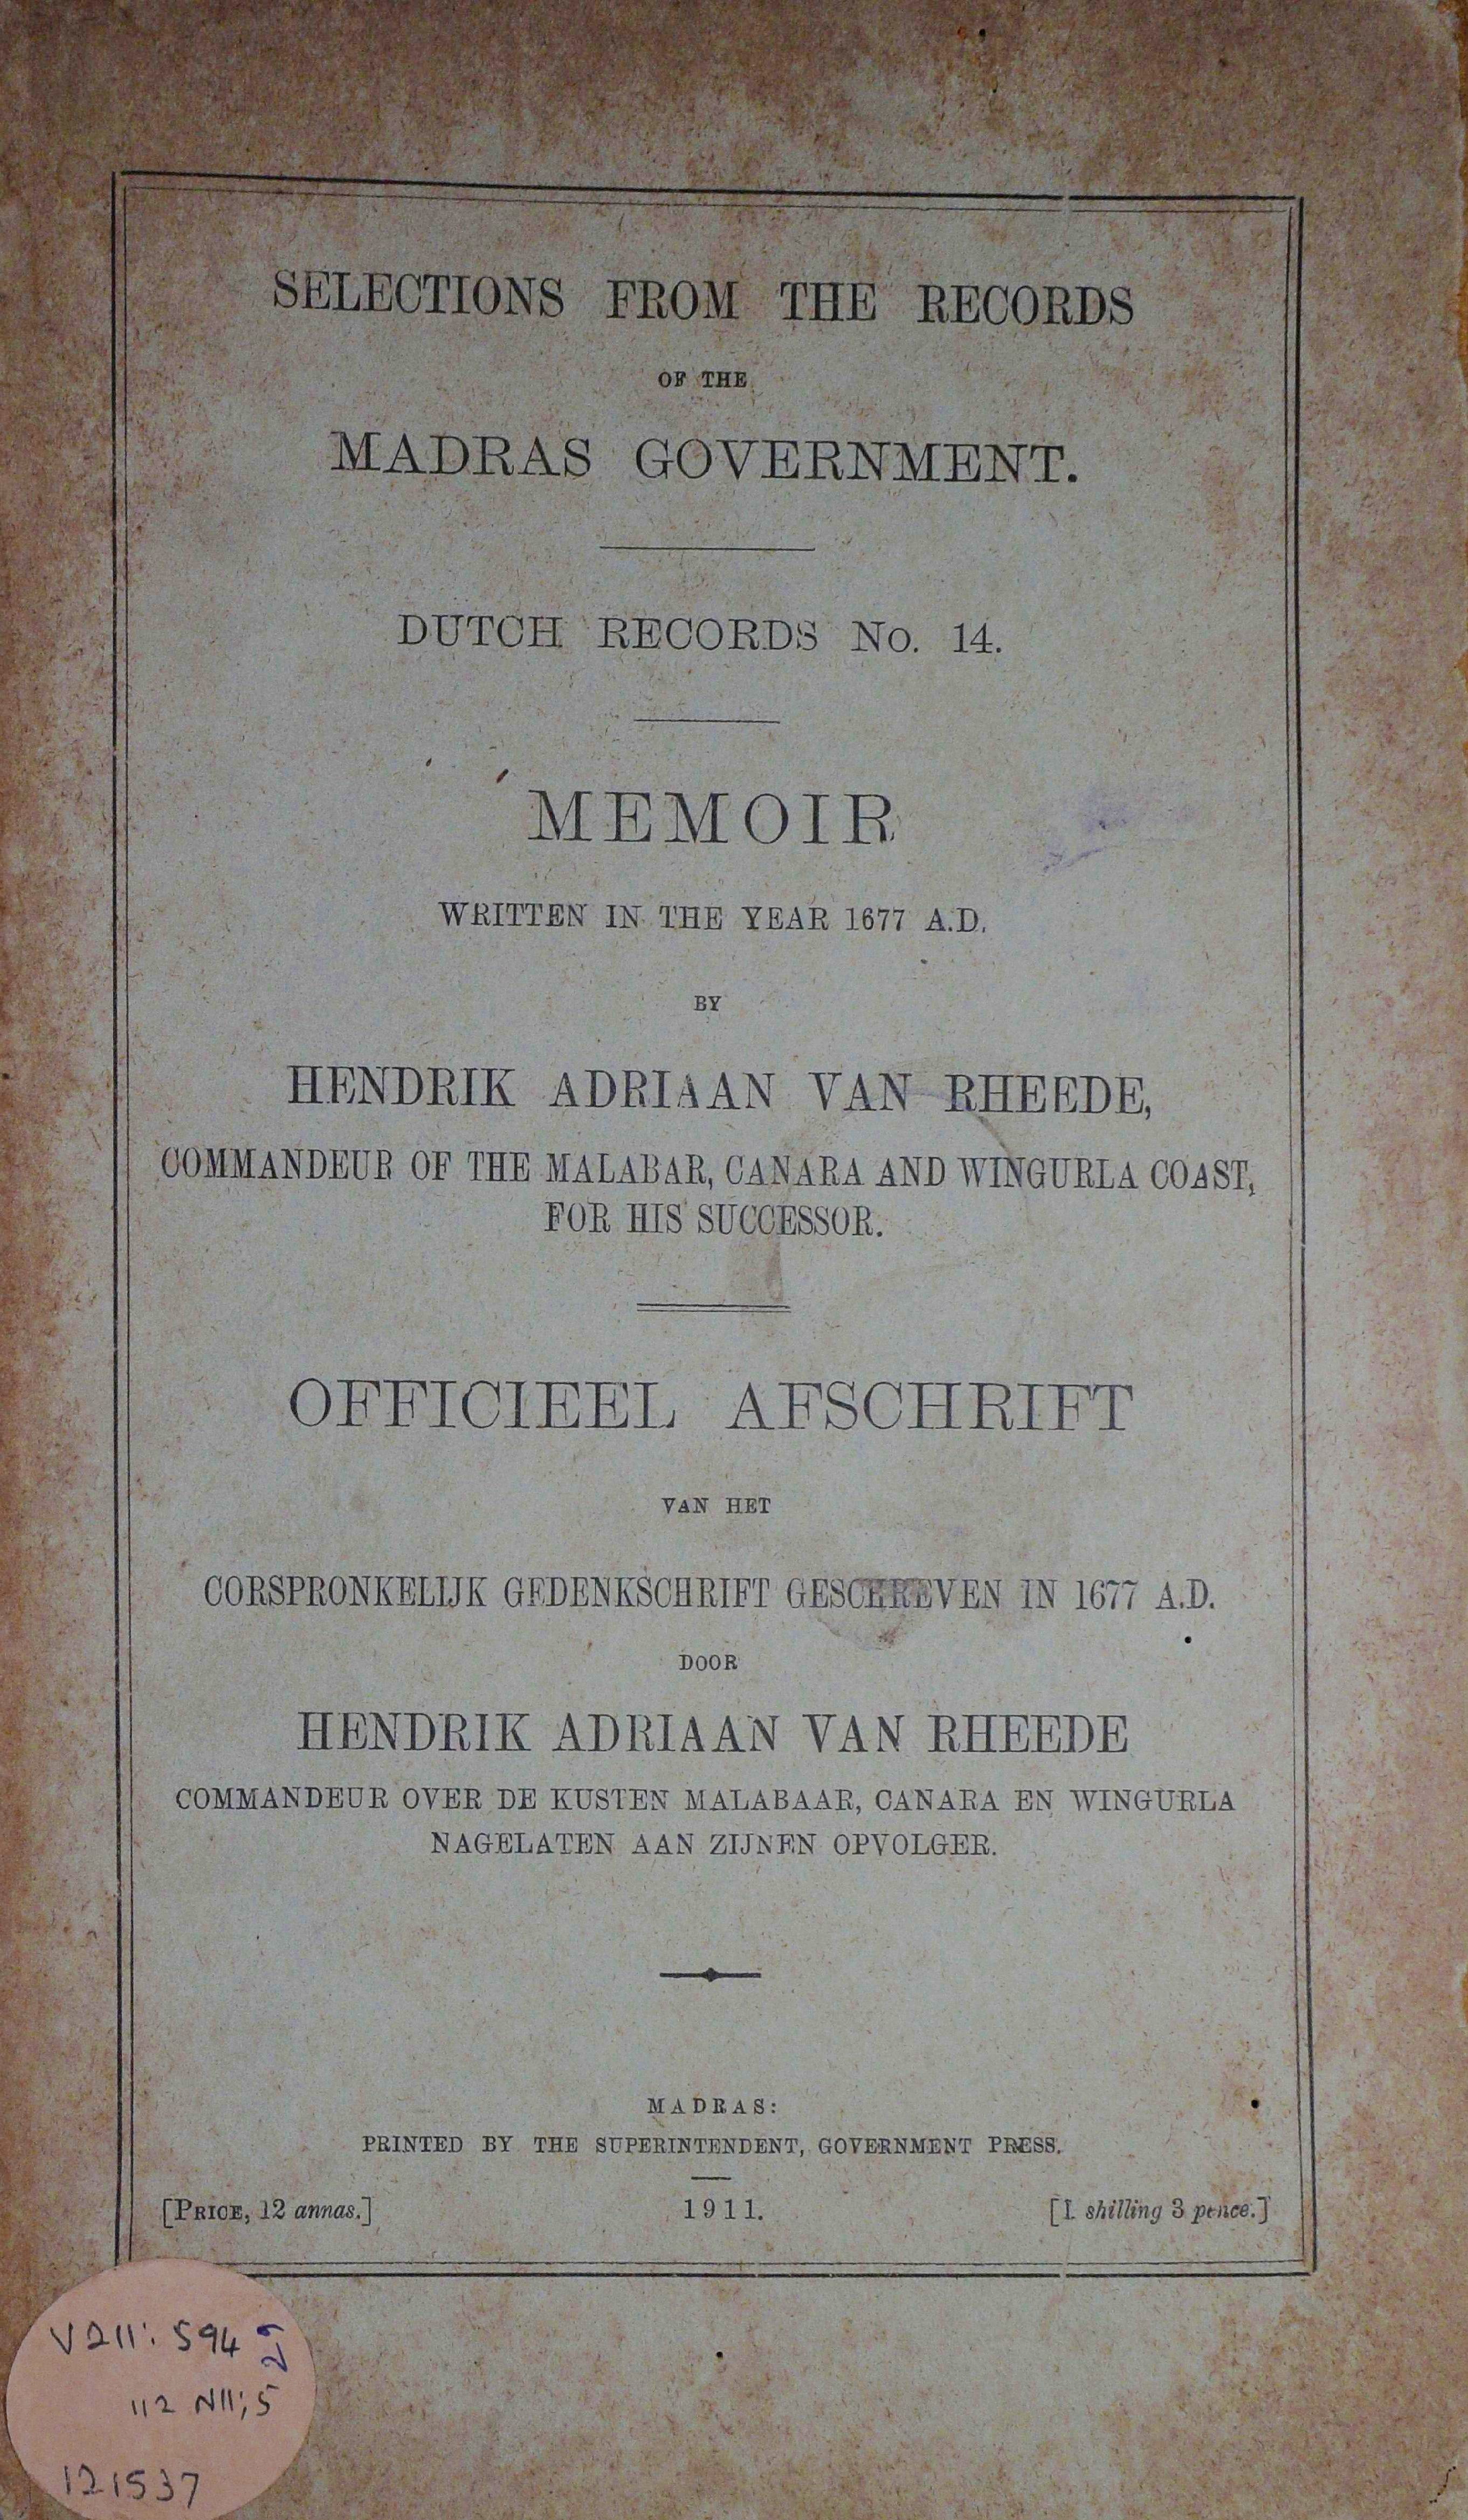 SELECTIONS FROM THE RECORDS
OF THE
MADRAS GOVERNMENT.
DUTCH RECORDS No. 14.
MEMOIR
WRITTEN IN THE YEAR 1677 A.D.
BY
HENDRIK ADRIAAN VAN RHEEDE,
COMMANDEUR OF THE MALABAR, CANARA AND WINGURLA COAST,
FOR HIS SUCCESSOR.
OFFICIEEL AFSCHRIFT
VAN HET
CORSPRONKELIJK GEDENKSCHRIFT GESCHREVEN IN 1677 A.D.
DOOR
HENDRIK ADRIAAN VAN RHEEDE
COMMANDEUR OVER DE KUSTEN MALABAAR, CANARA EN WINGURLA
NAGELATEN AAN ZIJNEN OPVOLGER.
MADRAS:
PRINTED BY THE SUPERINTENDENT, GOVERNMENT PRESS.
[PRICE, 12 annas.] 1911. [1 shilling 3 pence.]
V211: 594
112 N11; 5
121537